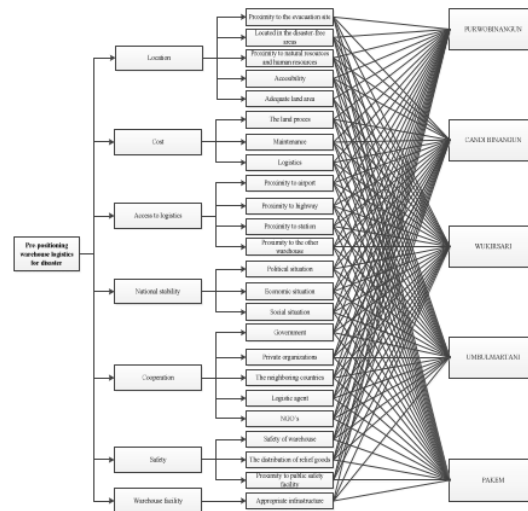 Proximity to the evacuation site
Located in the disaster-free
areas
Proximity to natural resources
and human resources
Accessibility
Adequate land area
Location
The land prices
Maintenance
Logistics
Cost
Proximity to airport
Proximity to highway
Proximity to station
Proximity to the other
warehouse
Access to logistics
Pre-positioning
warehouse logistics
for disaster
Political situation
Economic situation
Social situation
National stability
Government
Private organizations
The neighboring countries
Logistic agent
NGO's
Cooperation
Safety of warehouse
The distribution of relief goods
Proximity to public safety
facility
Safety
Appropriate infrastructure
Warehouse facility
PURWOBINANGUN
CANDI BINANGUN
WUKIRSARI
UMBULMARTANI
PAKEM